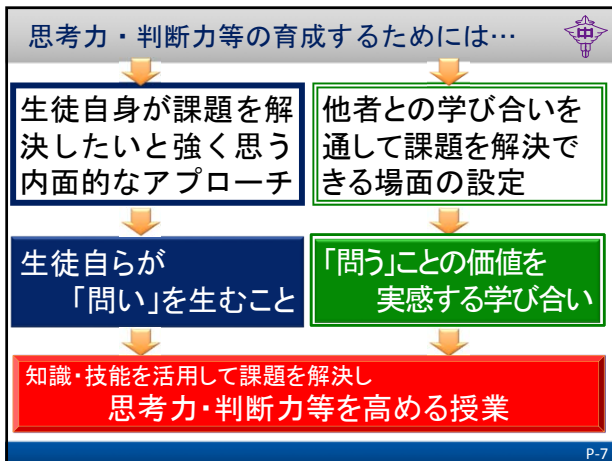 思考力・判断力等の育成するためには…
中
生徒自身が課題を解
決したいと強く思う
内面的なアプローチ
他者との学び合いを
通して課題を解決で
きる場面の設定
生徒自らが
「問い」を生むこと
「問う」ことの価値を
実感する学び合い
知識・技能を活用して課題を解決し
思考力・判断力等を高める授業
P-7